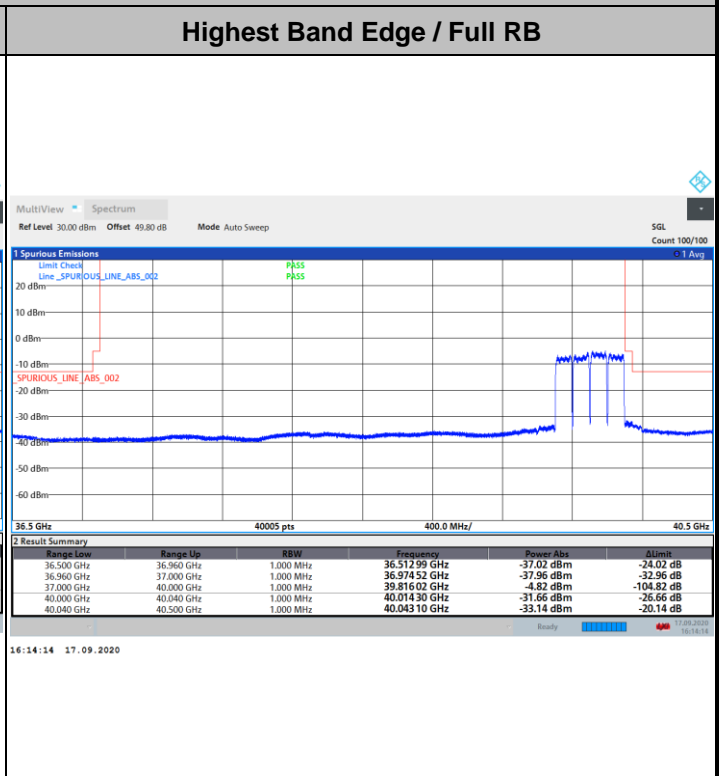 Highest Band Edge / Full RB
MultiView Spectrum
Ref Level 30.00 dBm Offset 49.80 dB Mode Auto Sweep SGL
Count 100/100
1 Spurious Emissions 1 Avg
Limit Check PASS
Line _SPURIOUS_LINE_ABS_002 PASS
20 dBm
10 dBm
0 dBm
-10 dBm
_SPURIOUS_LINE_ABS_002
-20 dBm
-30 dBm
-40 dBm
-50 dBm
-60 dBm
36.5 GHz 40005 pts 400.0 MHz/ 40.5 GHz
2 Result Summary
Range Low Range Up RBW Frequency Power Abs ΔLimit
36.500 GHz 36.960 GHz 1.000 MHz 36.512 99 GHz -37.02 dBm -24.02 dB
36.960 GHz 37.000 GHz 1.000 MHz 36.974 52 GHz -37.96 dBm -32.96 dB
37.000 GHz 40.000 GHz 1.000 MHz 39.816 02 GHz -4.82 dBm -104.82 dB
40.000 GHz 40.040 GHz 1.000 MHz 40.014 30 GHz -31.66 dBm -26.66 dB
40.040 GHz 40.500 GHz 1.000 MHz 40.043 10 GHz -33.14 dBm -20.14 dB
Ready 17.09.2020
16:14:14
16:14:14 17.09.2020